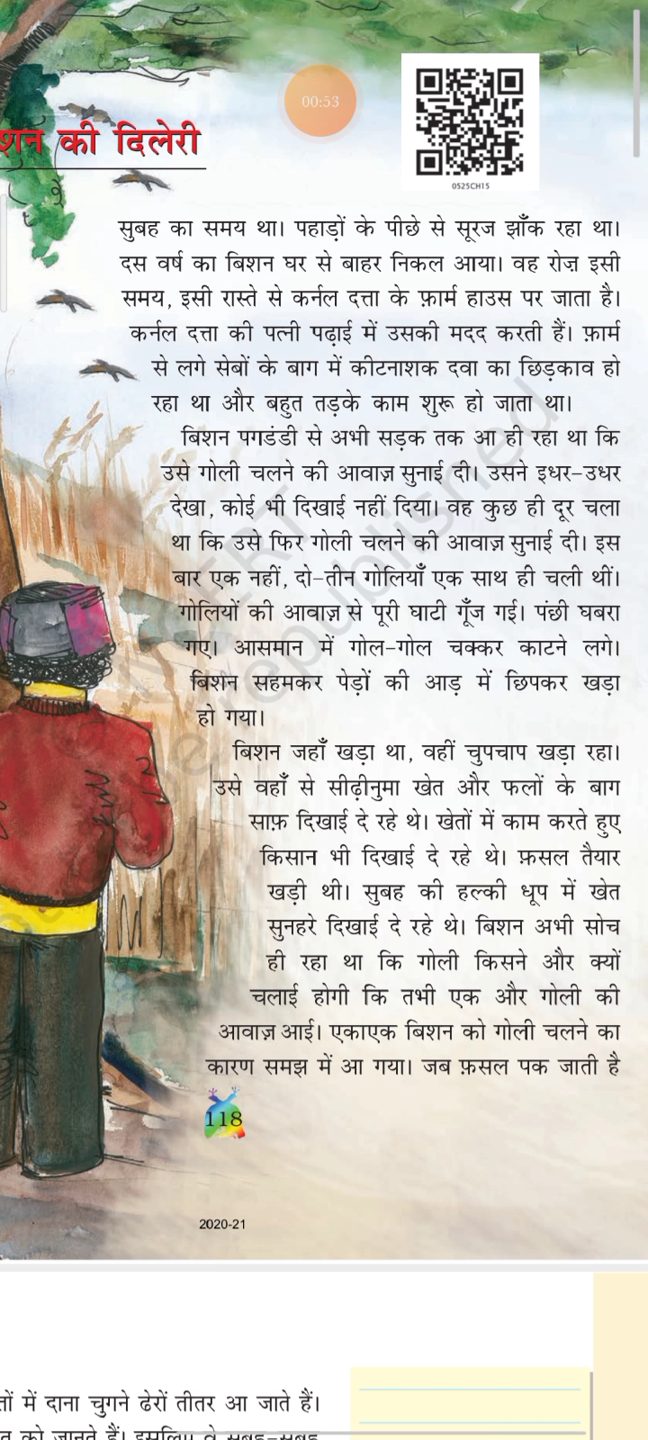 00:53
की दिलेरी
0525CH15
सुबह का समय था। पहाड़ों के पीछे से सूरज झाँक रहा था।
दस वर्ष का बिशन घर से बाहर निकल आया। वह रोज़ इसी
समय, इसी रास्ते से कर्नल दत्ता के फ़ार्म हाउस पर जाता है।
कर्नल दत्ता की पत्नी पढ़ाई में उसकी मदद करती हैं। फ़ार्म
से लगे सेबों के बाग में कीटनाशक दवा का छिड़काव हो
रहा था और बहुत तड़के काम शुरू हो जाता था।
बिशन पगडंडी से अभी सड़क तक आ ही रहा था कि
उसे गोली चलने की आवाज़ सुनाई दी। उसने इधर-उधर
देखा, कोई भी दिखाई नहीं दिया। वह कुछ ही दूर चला
था कि उसे फिर गोली चलने की आवाज़ सुनाई दी। इस
बार एक नहीं, दो-तीन गोलियाँ एक साथ ही चली थीं।
गोलियों की आवाज़ से पूरी घाटी गूँज गई। पंछी घबरा
गए। आसमान में गोल-गोल चक्कर काटने लगे।
बिशन सहमकर पेड़ों की आड़ में छिपकर खड़ा
हो गया।
बिशन जहाँ खड़ा था, वहीं चुपचाप खड़ा रहा।
उसे वहाँ से सीढ़ीनुमा खेत और फलों के बाग
साफ़ दिखाई दे रहे थे। खेतों में काम करते हुए
किसान भी दिखाई दे रहे थे। फ़सल तैयार
खड़ी थी। सुबह की हल्की धूप में खेत
सुनहरे दिखाई दे रहे थे। बिशन अभी सोच
ही रहा था कि गोली किसने और क्यों
चलाई होगी कि तभी एक और गोली की
आवाज़ आई। एकाएक बिशन को गोली चलने का
कारण समझ में आ गया। जब फ़सल पक जाती है
118
2020-21
में दाना चुगने ढेरों तीतर आ जाते हैं।
को जानते हैं। इसलिए वे सुबह-सुबह